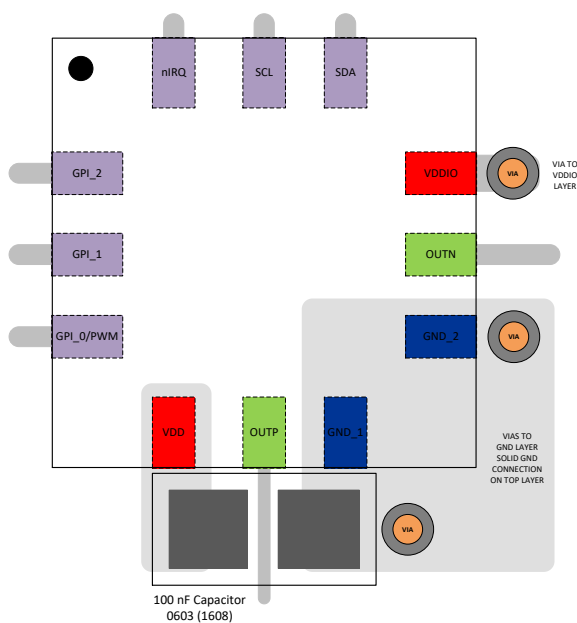 nIRQ
SCL
SDA
GPI_2
VDDIO
VIA
VIA TO
VDDIO
LAYER
GPI_1
OUTN
GPI_0/PWM
GND_2
VIA
VDD
OUTP
GND_1
VIAS TO
GND LAYER
SOLID GND
CONNECTION
ON TOP LAYER
VIA
100 nF Capacitor
0603 (1608)